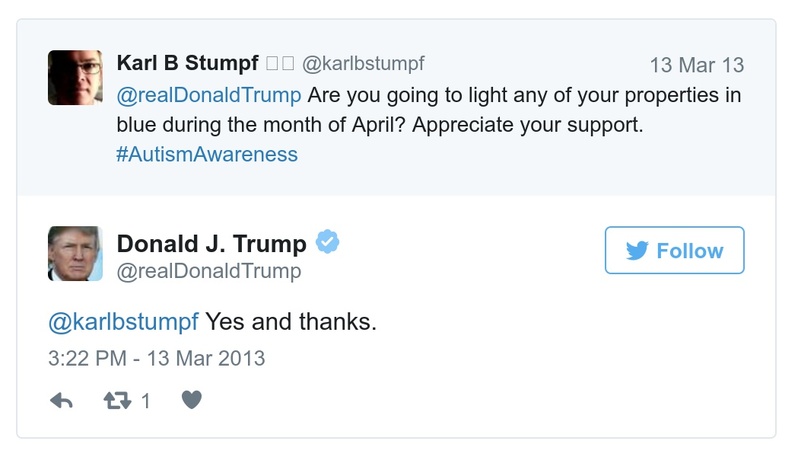 Karl B Stumpf @karlbstumpf 13 Mar 13
@realDonaldTrump Are you going to light any of your properties in
blue during the month of April? Appreciate your support.
#AutismAwareness
Donald J. Trump
@realDonaldTrump
Follow
@karlbstumpf Yes and thanks.
3:22 PM - 13 Mar 2013
1